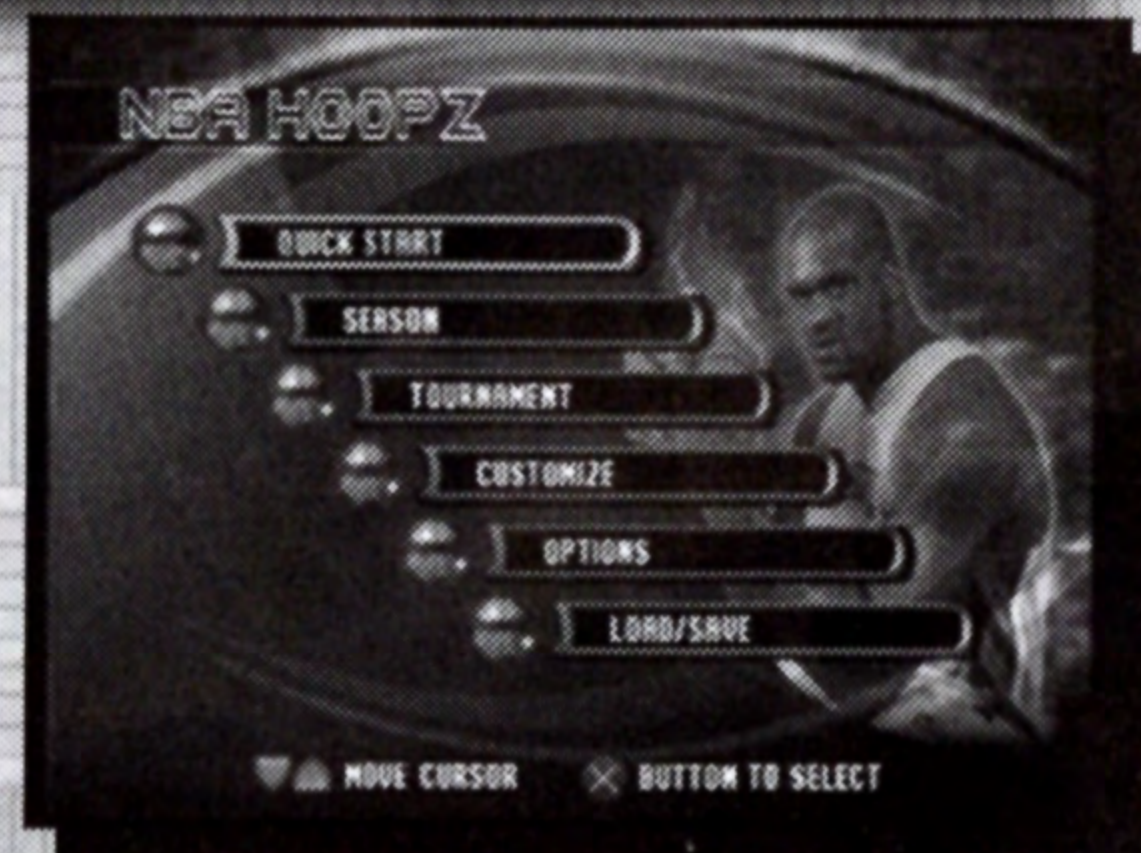 NBA HOOPZ
QUICK START
SEASON
TOURNAMENT
CUSTOMIZE
OPTIONS
LOAD/SAVE
MOVE CURSOR
BUTTON TO SELECT